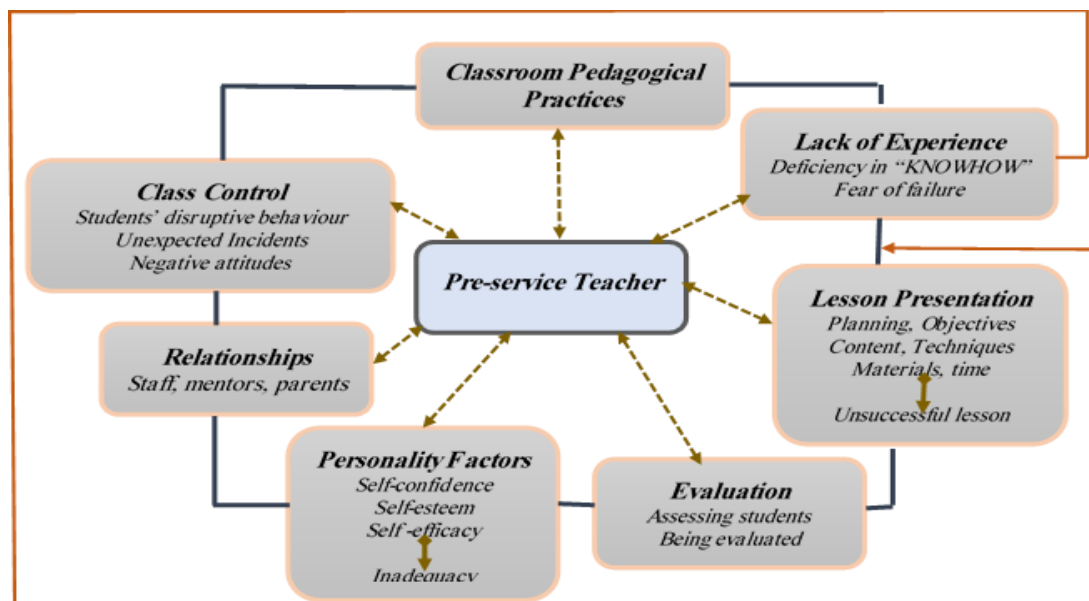 Classroom Pedagogical
Practices
Lack of Experience
Deficiency in “KNOWHOW”
Fear of failure
Class Control
Students’ disruptive behaviour
Unexpected Incidents
Negative attitudes
Pre-service Teacher
Lesson Presentation
Planning, Objectives
Content, Techniques
Materials, time
Unsuccessful lesson
Relationships
Staff, mentors, parents
Personality Factors
Self-confidence
Self-esteem
Self -efficacy
Inadequacy
Evaluation
Assessing students
Being evaluated